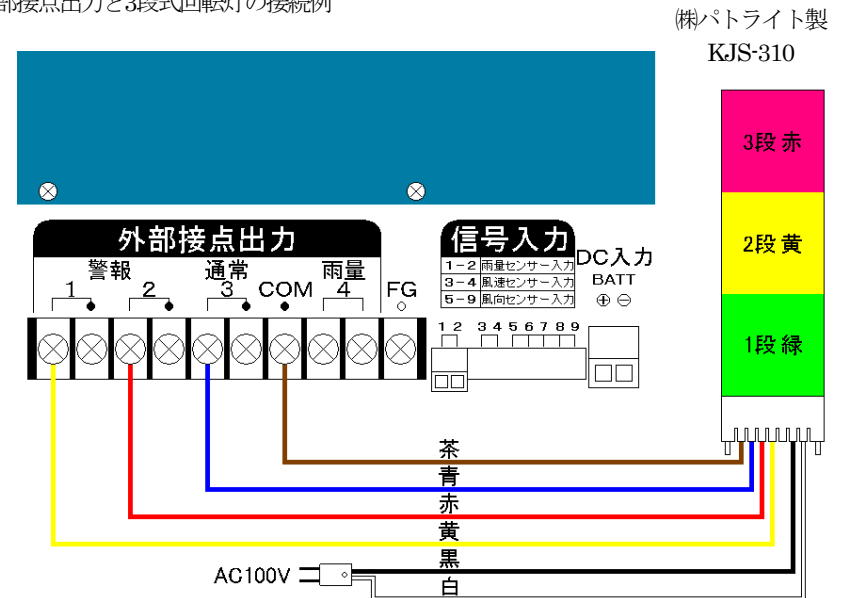 部接点出力と3段式回転灯の接続例
㈱パトライト製
KJS-310
3段 赤
2段 黄
1段 緑
外部接点出力
警報 通常 雨量
1 2 3 COM 4 FG
信号入力
1-2 雨量センサー入力
3-4 風速センサー入力
5-9 風向センサー入力
DC入力
BATT
⊕ ⊖
1 2 3 4 5 6 7 8 9
茶
青
赤
黄
黒
AC100V
白